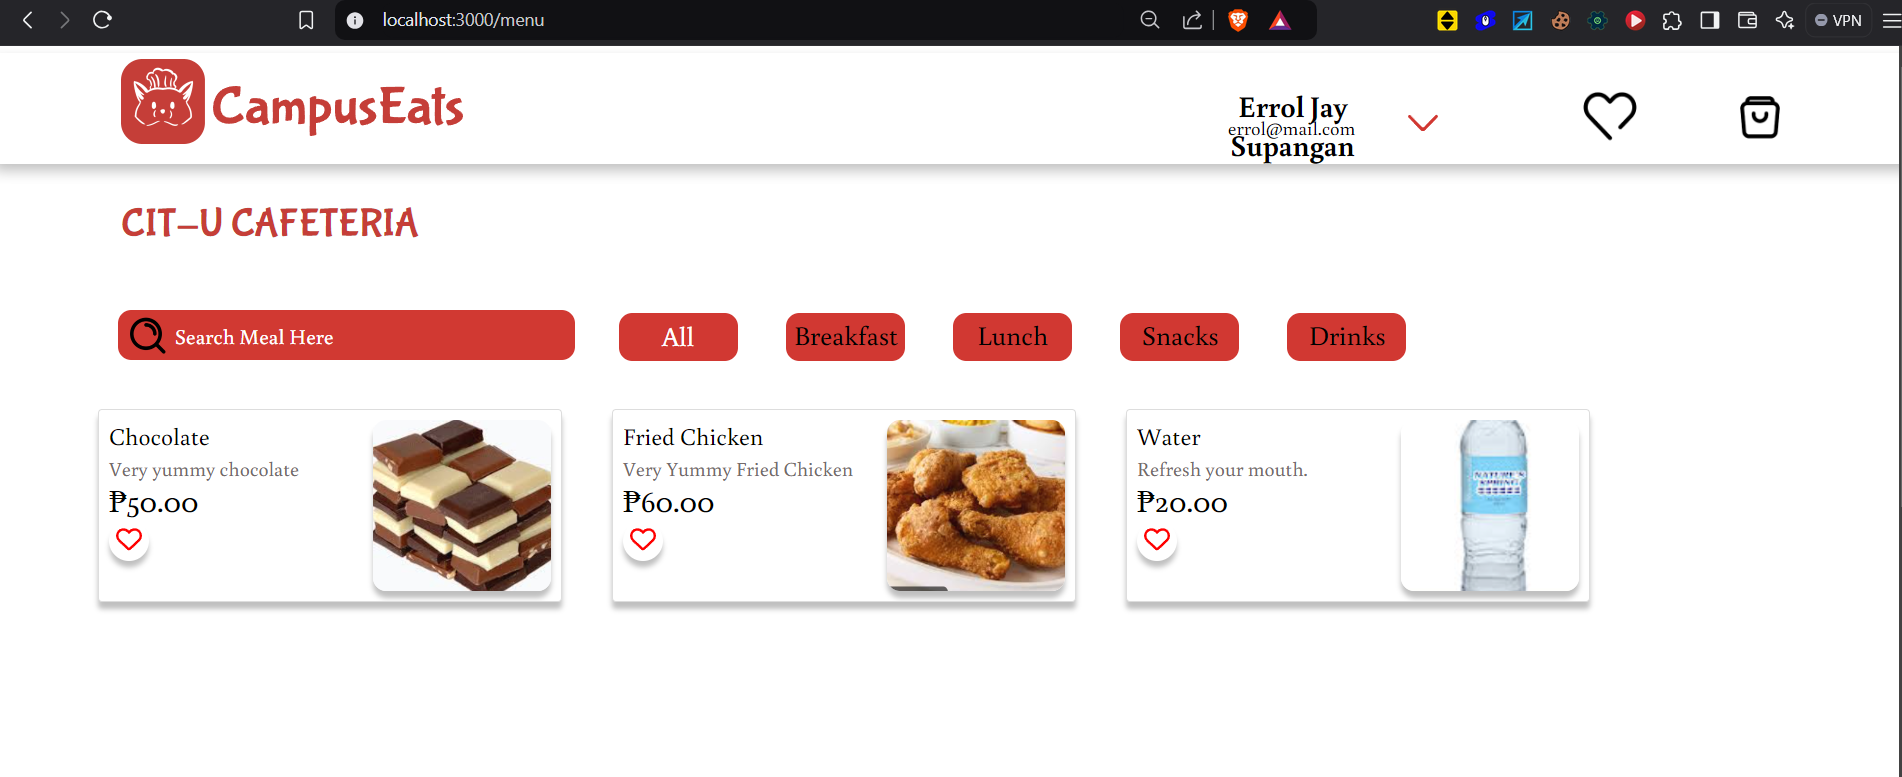 localhost:3000/menu
VPN
CampusEats
Errol Jay
errol@mail.com
Supangan
CIT-U CAFETERIA
Search Meal Here
All
Breakfast
Lunch
Snacks
Drinks
Chocolate
Very yummy chocolate
₱50.00
Fried Chicken
Very Yummy Fried Chicken
₱60.00
Water
Refresh your mouth.
₱20.00
NATURE'S
SPRING